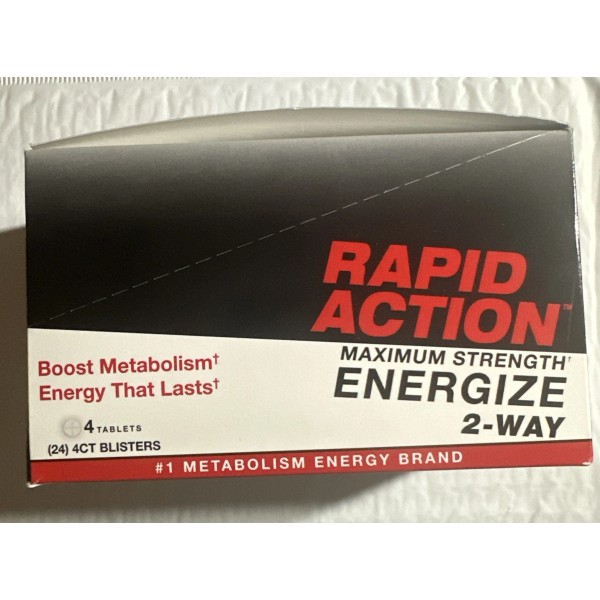 RAPID
ACTION™
MAXIMUM STRENGTH†
ENERGIZE
2-WAY
Boost Metabolism†
Energy That Lasts†
4 TABLETS
(24) 4CT BLISTERS
#1 METABOLISM ENERGY BRAND